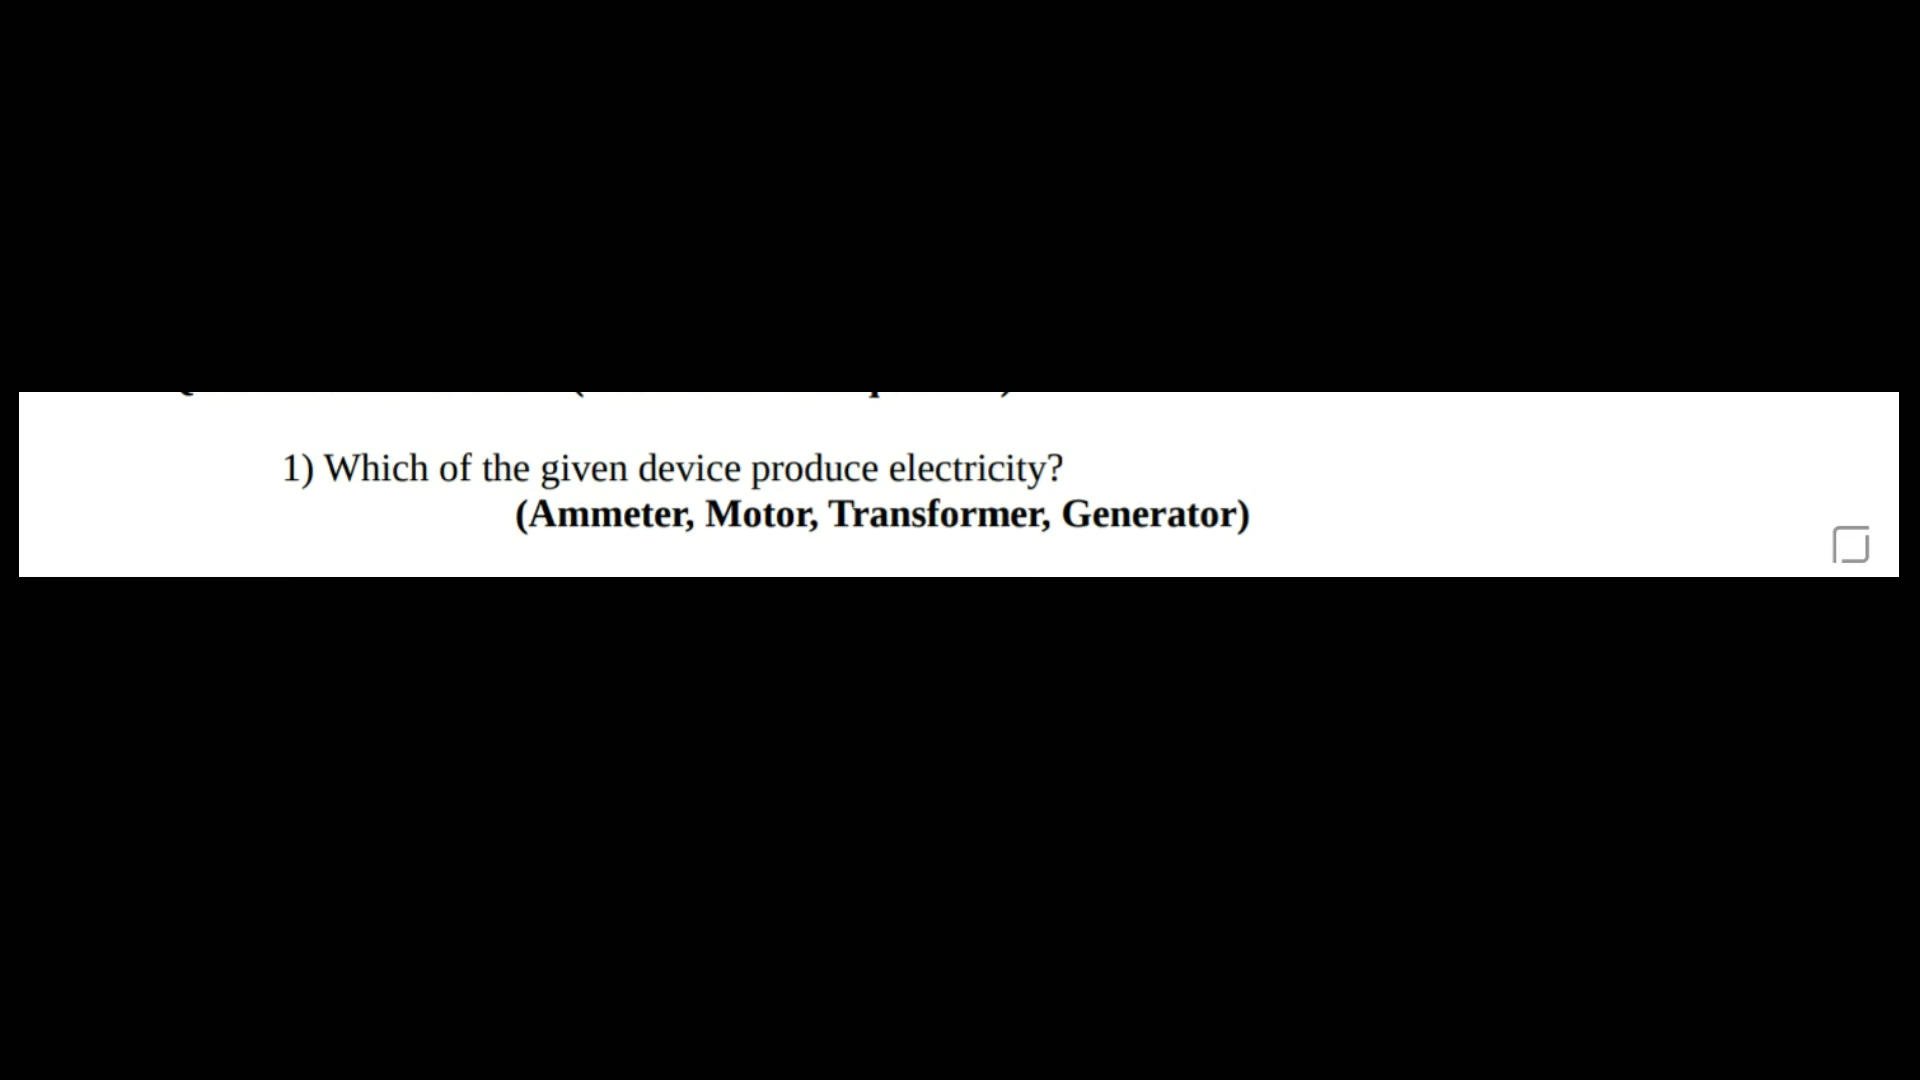 1) Which of the given device produce electricity?
(Ammeter, Motor, Transformer, Generator)